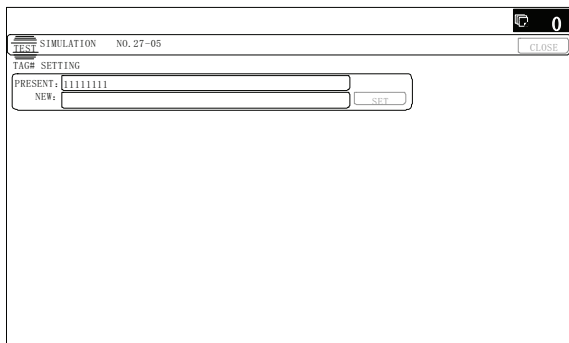 0
TEST SIMULATION NO.27-05 CLOSE
TAG# SETTING
PRESENT: 11111111
NEW: SET